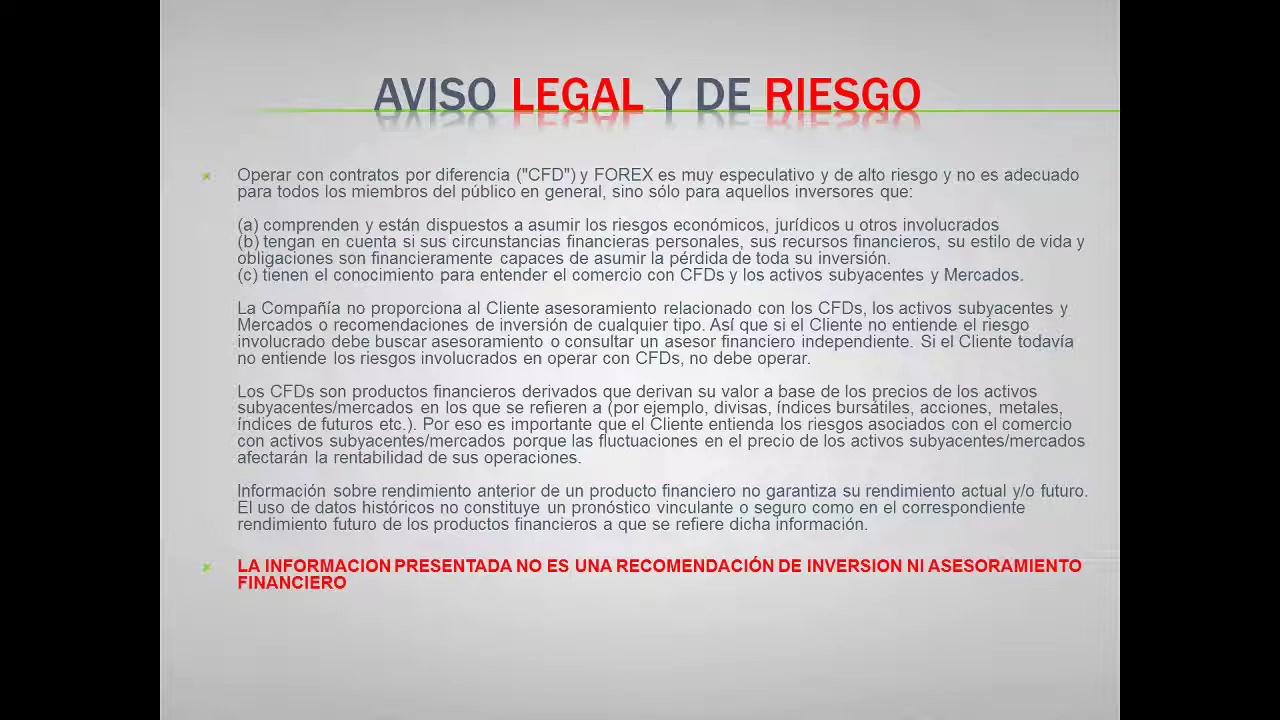 AVISO LEGAL Y DE RIESGO
Operar con contratos por diferencia ("CFD") y FOREX es muy especulativo y de alto riesgo y no es adecuado
para todos los miembros del público en general, sino sólo para aquellos inversores que:
(a) comprenden y están dispuestos a asumir los riesgos económicos, jurídicos u otros involucrados
(b) tengan en cuenta si sus circunstancias financieras personales, sus recursos financieros, su estilo de vida y
obligaciones son financieramente capaces de asumir la pérdida de toda su inversión.
(c) tienen el conocimiento para entender el comercio con CFDs y los activos subyacentes y Mercados.
La Compañía no proporciona al Cliente asesoramiento relacionado con los CFDs, los activos subyacentes y
Mercados o recomendaciones de inversión de cualquier tipo. Así que si el Cliente no entiende el riesgo
involucrado debe buscar asesoramiento o consultar un asesor financiero independiente. Si el Cliente todavía
no entiende los riesgos involucrados en operar con CFDs, no debe operar.
Los CFDs son productos financieros derivados que derivan su valor a base de los precios de los activos
subyacentes/mercados en los que se refieren a (por ejemplo, divisas, índices bursátiles, acciones, metales,
índices de futuros etc.). Por eso es importante que el Cliente entienda los riesgos asociados con el comercio
con activos subyacentes/mercados porque las fluctuaciones en el precio de los activos subyacentes/mercados
afectarán la rentabilidad de sus operaciones.
Información sobre rendimiento anterior de un producto financiero no garantiza su rendimiento actual y/o futuro.
El uso de datos históricos no constituye un pronóstico vinculante o seguro como en el correspondiente
rendimiento futuro de los productos financieros a que se refiere dicha información.
LA INFORMACION PRESENTADA NO ES UNA RECOMENDACIÓN DE INVERSION NI ASESORAMIENTO
FINANCIERO